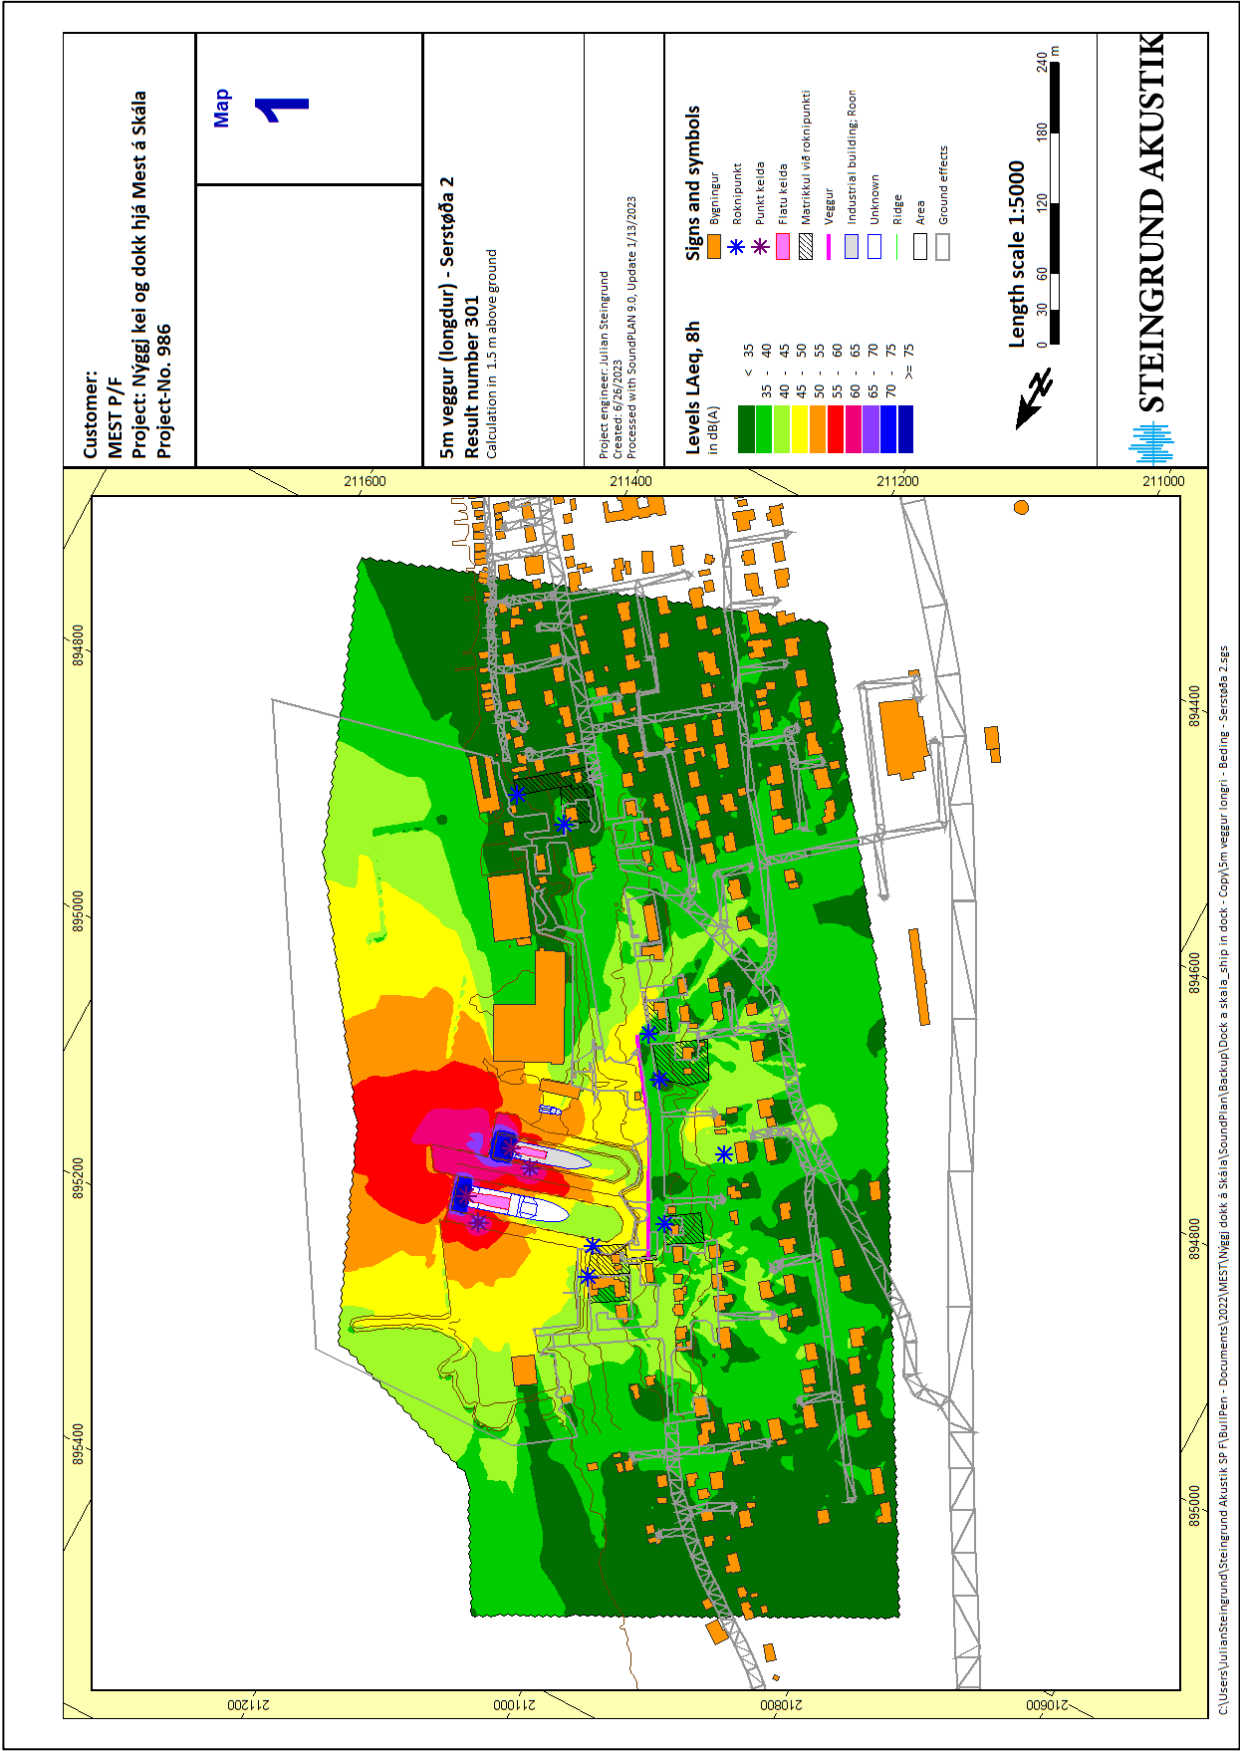 Customer:
MEST P/F
Project: Nýggj kei og dokk hjá Mest á Skála
Project-No. 986
Map
1
5m veggur (longdur) - Serstøða 2
Result number 301
Calculation in 1.5 m above ground
Project engineer: Julian Steingrund
Created: 6/26/2023
Processed with SoundPLAN 9.0, Update 1/13/2023
Levels LAeq, 8h
in dB(A)
< 35
35 - 40
40 - 45
45 - 50
50 - 55
55 - 60
60 - 65
65 - 70
70 - 75
>= 75
Signs and symbols
Bygningur
Roknipunkt
Punkt kelda
Flatu kelda
Matrikkul við roknipunkti
Veggur
Industrial building; Room
Unknown
Ridge
Area
Ground effects
Length scale 1:5000
0 30 60 120 180 240
m
N
STEINGRUND AKUSTIK
895400
895200
895000
894800
211600
211400
211200
211000
894400
894600
894800
895000
211200
211000
210800
210600
C:\Users\JulianSteingrund\Steingrund Akustik SP F\BullPen - Documents\2022\MEST\Nýggj dokk á Skála\SoundPlan\Backup\Dock a skala_ship in dock - Copy\5m veggur longri - Beding - Serstøða 2.sgs